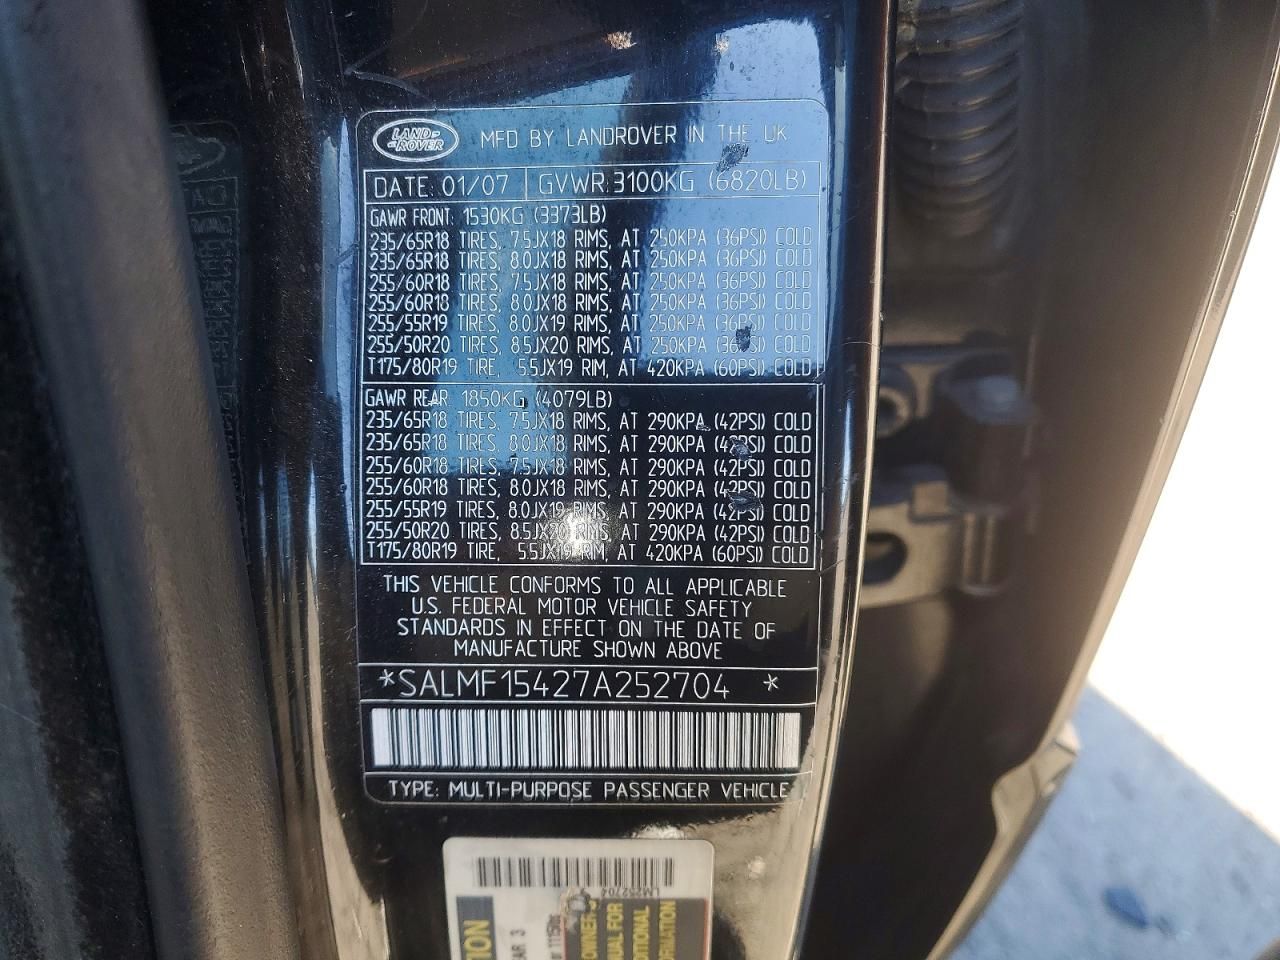 LAND-
-ROVER
MFD BY LANDROVER IN THE UK
DATE: 01/07 GVWR:3100KG (6820LB)
GAWR FRONT: 1530KG (3373LB)
235/65R18 TIRES, 7.5JX18 RIMS, AT 250KPA (36PSI) COLD
235/65R18 TIRES, 8.0JX18 RIMS, AT 250KPA (36PSI) COLD
255/60R18 TIRES, 7.5JX18 RIMS, AT 250KPA (36PSI) COLD
255/60R18 TIRES, 8.0JX18 RIMS, AT 250KPA (36PSI) COLD
255/55R19 TIRES, 8.0JX19 RIMS, AT 250KPA (36PSI) COLD
255/50R20 TIRES, 8.5JX20 RIMS, AT 250KPA (36PSI) COLD
T175/80R19 TIRE, 5.5JX19 RIM, AT 420KPA (60PSI) COLD
GAWR REAR: 1850KG (4079LB)
235/65R18 TIRES, 7.5JX18 RIMS, AT 290KPA (42PSI) COLD
235/65R18 TIRES, 8.0JX18 RIMS, AT 290KPA (42PSI) COLD
255/60R18 TIRES, 7.5JX18 RIMS, AT 290KPA (42PSI) COLD
255/60R18 TIRES, 8.0JX18 RIMS, AT 290KPA (42PSI) COLD
255/55R19 TIRES, 8.0JX19 RIMS, AT 290KPA (42PSI) COLD
255/50R20 TIRES, 8.5JX20 RIMS, AT 290KPA (42PSI) COLD
T175/80R19 TIRE, 5.5JX19 RIM, AT 420KPA (60PSI) COLD
THIS VEHICLE CONFORMS TO ALL APPLICABLE
U.S. FEDERAL MOTOR VEHICLE SAFETY
STANDARDS IN EFFECT ON THE DATE OF
MANUFACTURE SHOWN ABOVE
*SALMF15427A252704 *
TYPE: MULTI-PURPOSE PASSENGER VEHICLE
LM252704
TION
AR 3
OWNER'S
UAL FOR
DITIONAL
ORMATION